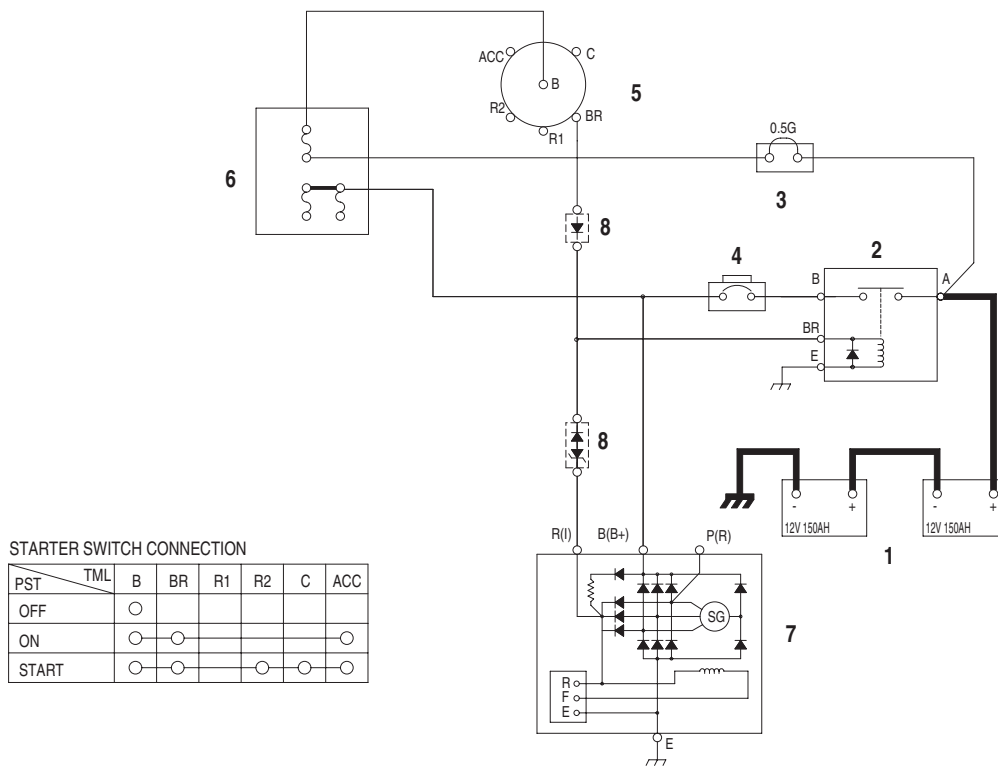 ACC
C
B
5
R2
BR
R1
0.5G
6
3
8
4
2
B
A
BR
E
8
- +
- +
12V 150AH
12V 150AH
1
R(I) B(B+) P(R)
SG
7
R
F
E
E
STARTER SWITCH CONNECTION
PST TML B BR R1 R2 C ACC
OFF
ON
START